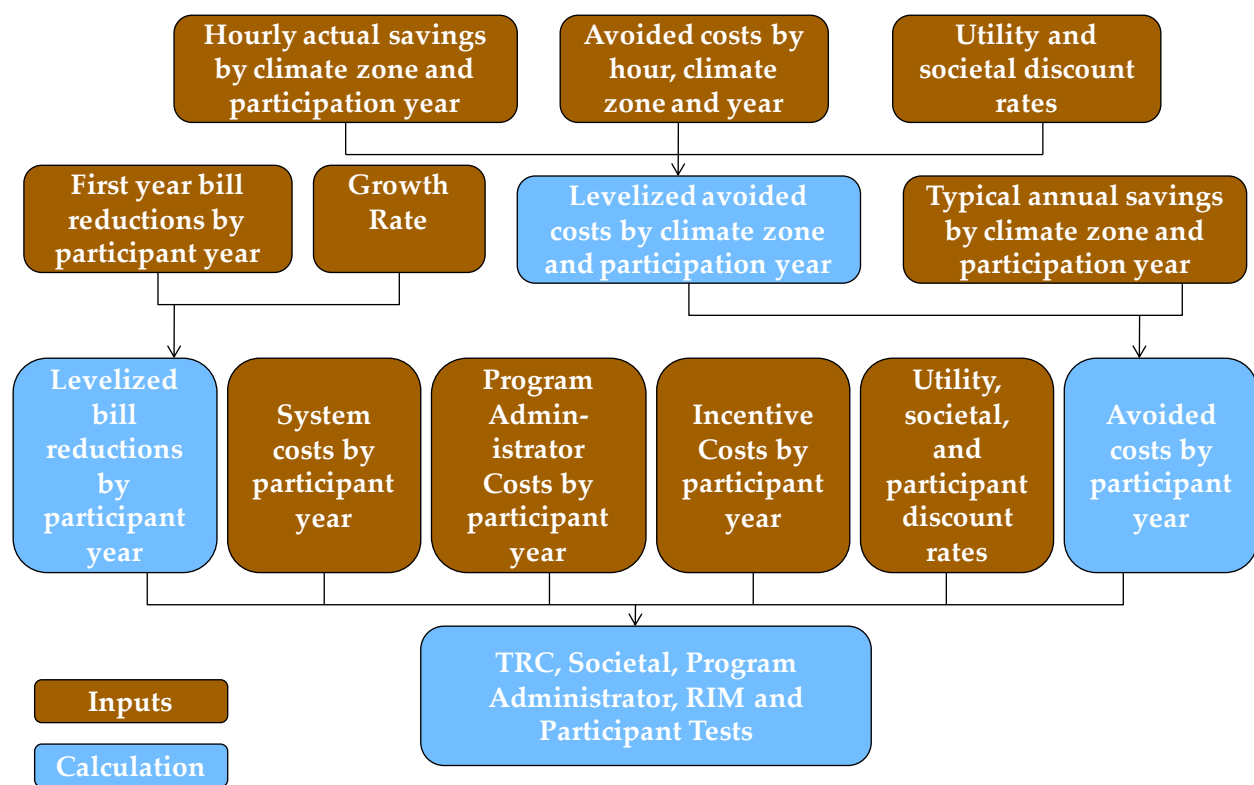 Hourly actual savings
by climate zone and
participation year
Avoided costs by
hour, climate
zone and year
Utility and
societal discount
rates
First year bill
reductions by
participant year
Growth
Rate
Levelized avoided
costs by climate zone
and participation year
Typical annual savings
by climate zone and
participation year
Levelized
bill
reductions
by
participant
year
System
costs by
participant
year
Program
Admin-
istrator
Costs by
participant
year
Incentive
Costs by
participant
year
Utility,
societal,
and
participant
discount
rates
Avoided
costs by
participant
year
TRC, Societal, Program
Administrator, RIM and
Participant Tests
Inputs
Calculation